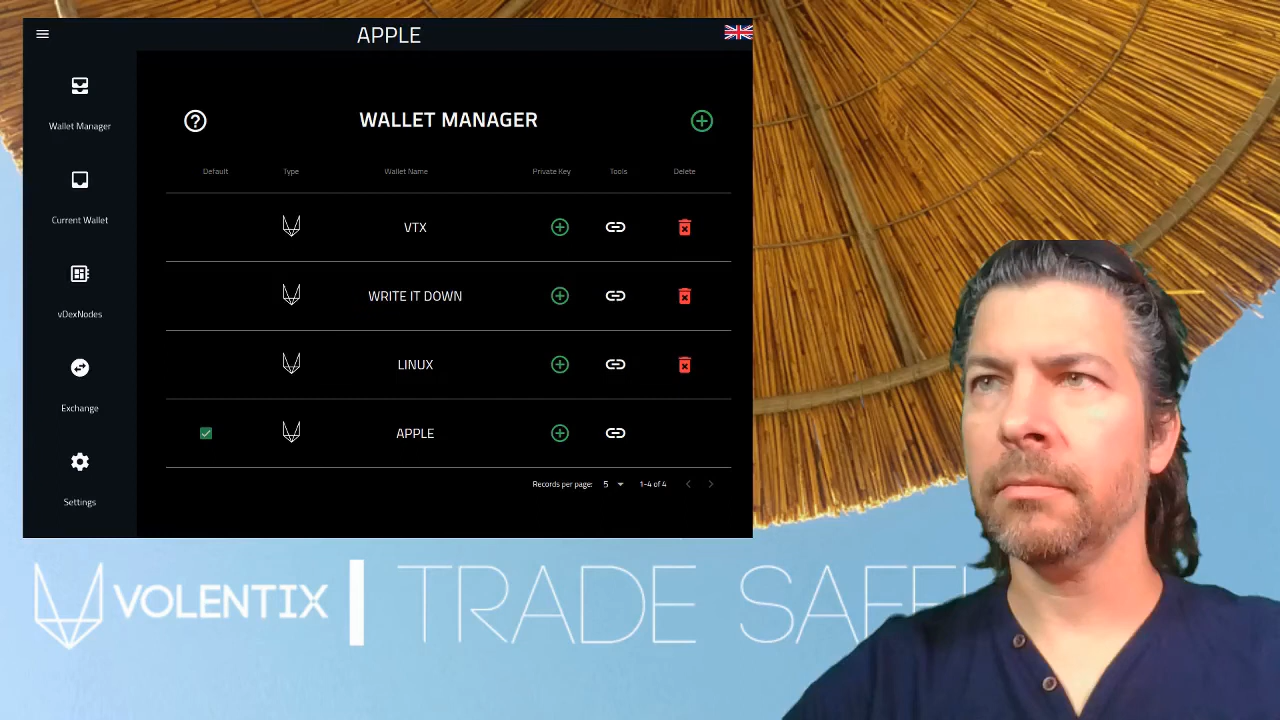 APPLE
WALLET MANAGER
Wallet Manager
Current Wallet
vDexNodes
Exchange
Settings
Default Type Wallet Name Private Key Tools Delete
VTX
WRITE IT DOWN
LINUX
APPLE
Records per page: 5 1-4 of 4
VOLENTIX TRADE